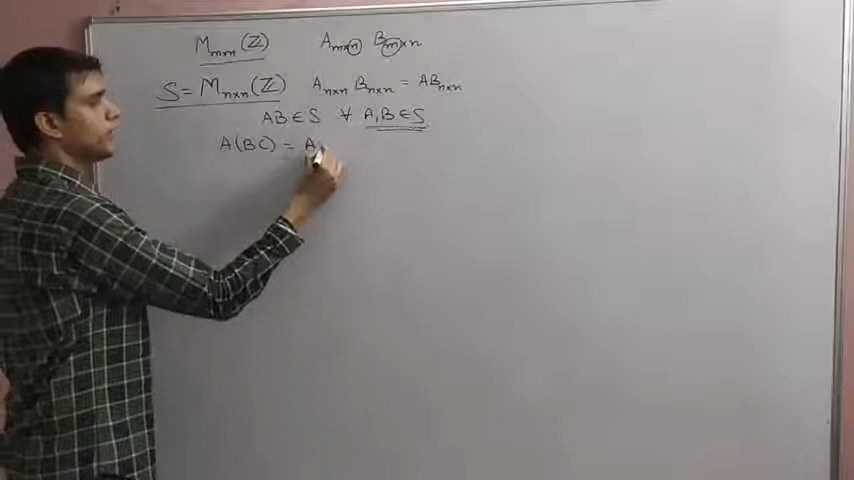 M_{m×n}(ℤ) A_{m×n} B_{m×n}
S = M_{n×n}(ℤ) A_{n×n} B_{n×n} = AB_{n×n}
AB ∈ S ∀ A,B ∈ S
A(BC) = A